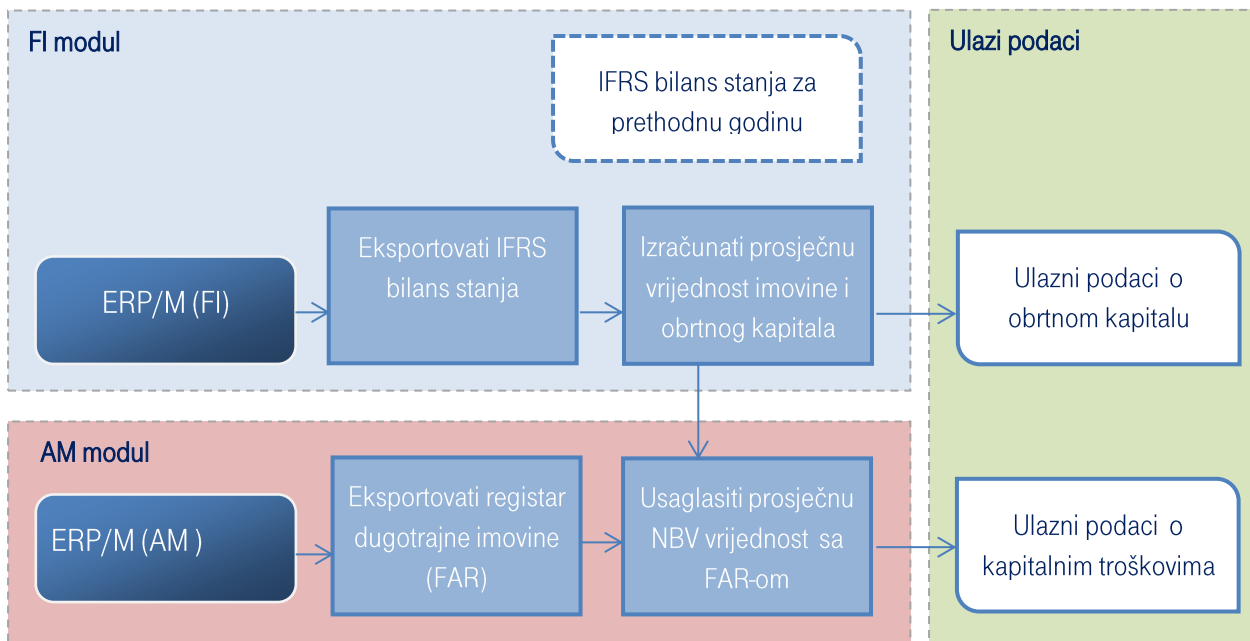 FI modul
IFRS bilans stanja za
prethodnu godinu
ERP/M (FI)
Eksportovati IFRS
bilans stanja
Izračunati prosječnu
vrijednost imovine i
obrtnog kapitala
AM modul
ERP/M (AM )
Eksportovati registar
dugotrajne imovine
(FAR)
Usaglasiti prosječnu
NBV vrijednost sa
FAR-om
Ulazi podaci
Ulazni podaci o
obrtnom kapitalu
Ulazni podaci o
kapitalnim troškovima